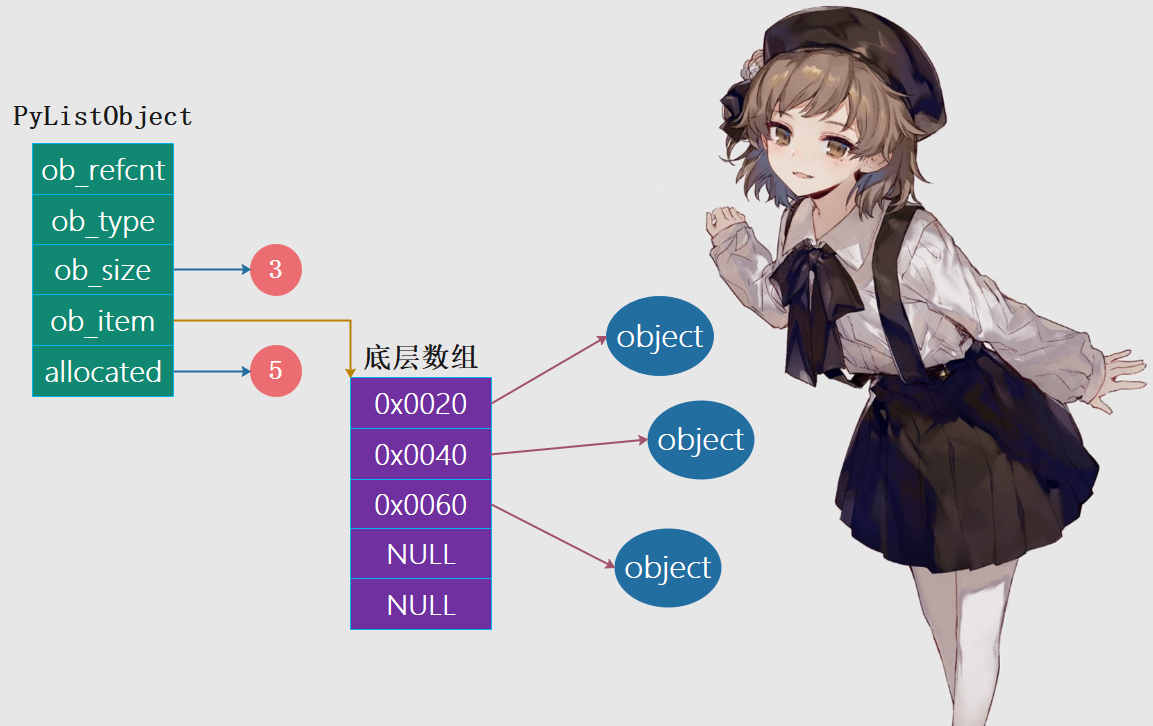 PyListObject
ob_refcnt
ob_type
ob_size
3
ob_item
allocated
5
底层数组
0x0020
0x0040
0x0060
NULL
NULL
object
object
object